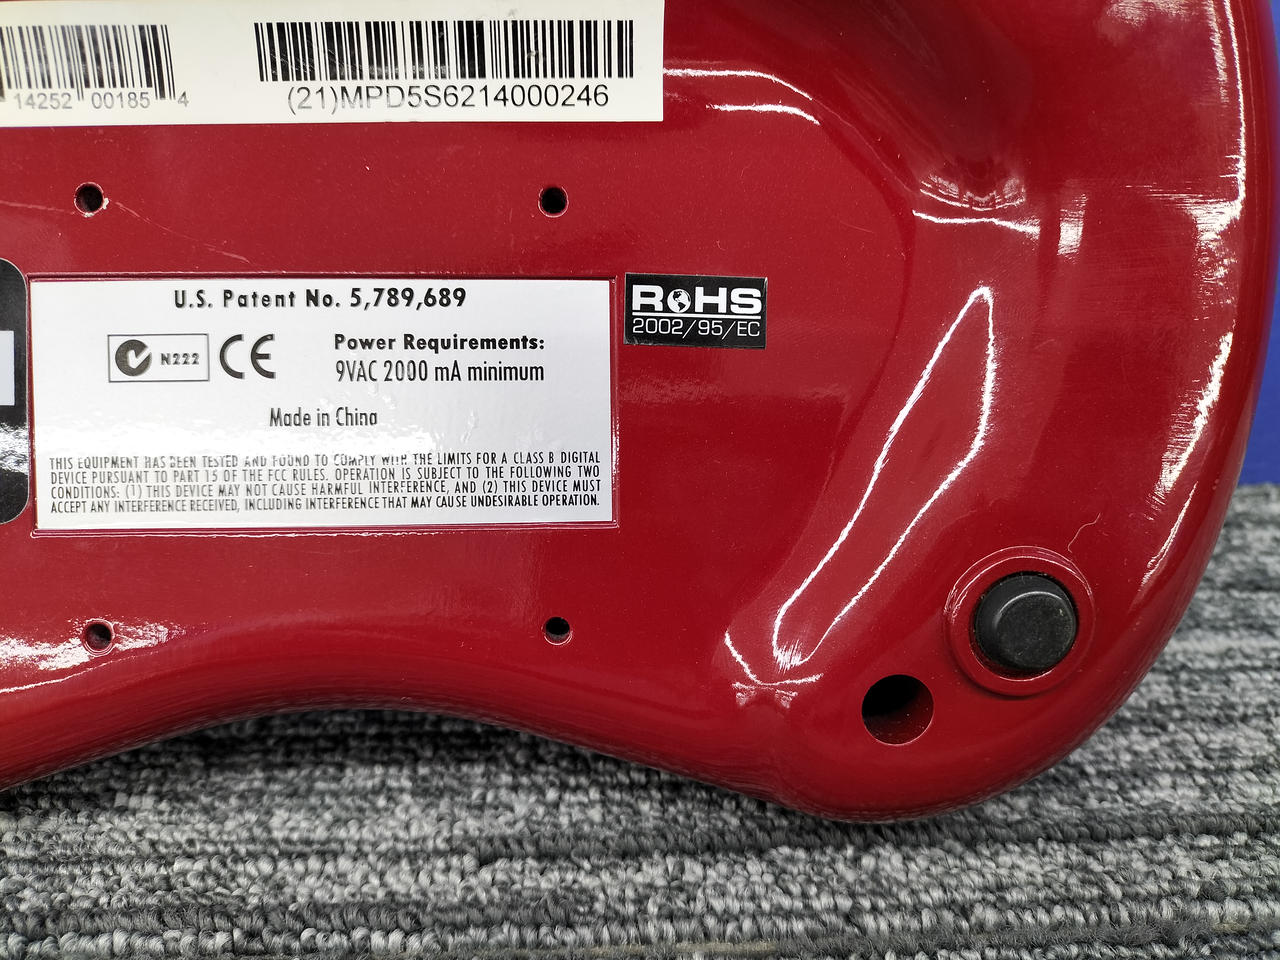 14252 00185 4
(21)MPD5S6214000246
U.S. Patent No. 5,789,689
N222
CE
Power Requirements:
9VAC 2000 mA minimum
Made in China
THIS EQUIPMENT HAS BEEN TESTED AND FOUND TO COMPLY WITH THE LIMITS FOR A CLASS B DIGITAL
DEVICE PURSUANT TO PART 15 OF THE FCC RULES. OPERATION IS SUBJECT TO THE FOLLOWING TWO
CONDITIONS: (1) THIS DEVICE MAY NOT CAUSE HARMFUL INTERFERENCE, AND (2) THIS DEVICE MUST
ACCEPT ANY INTERFERENCE RECEIVED, INCLUDING INTERFERENCE THAT MAY CAUSE UNDESIRABLE OPERATION.
RoHS
2002/95/EC